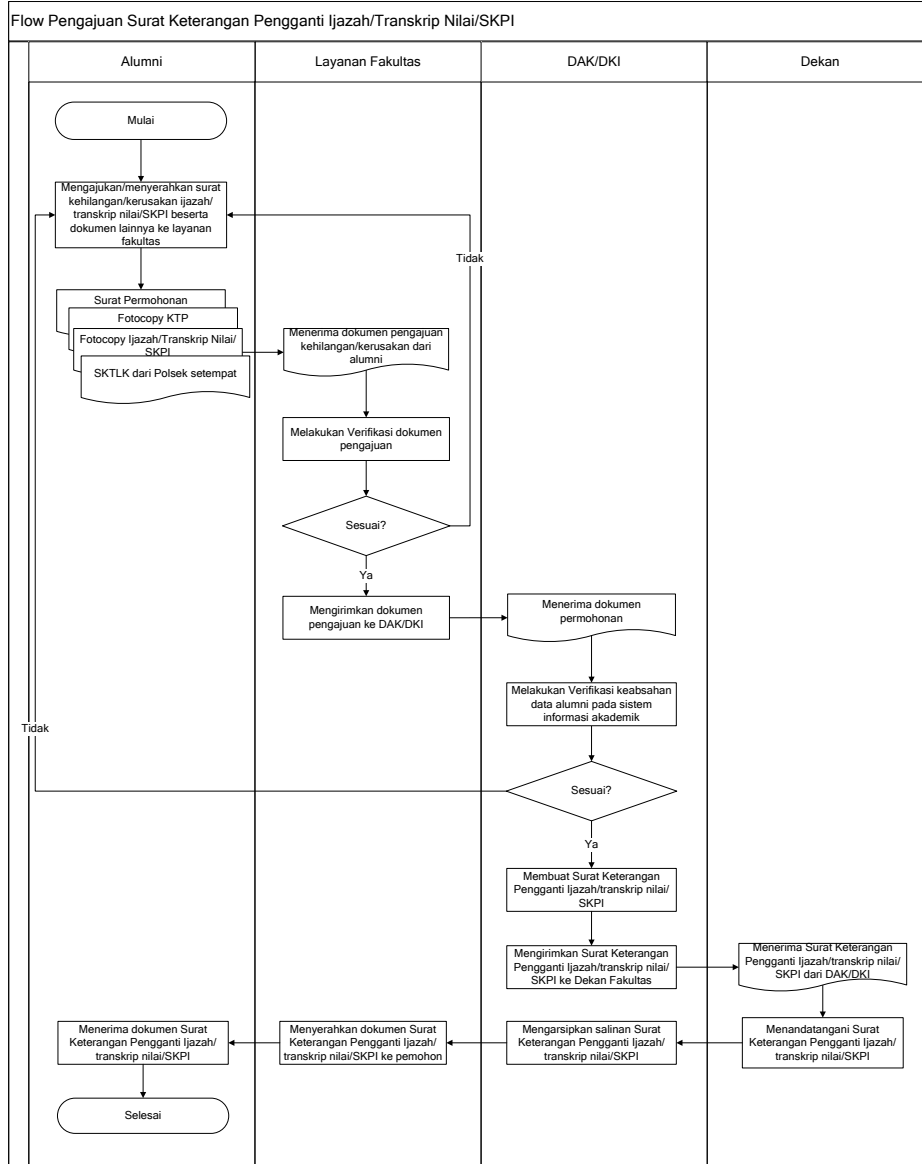 Flow Pengajuan Surat Keterangan Pengganti Ijazah/Transkrip Nilai/SKPI
Alumni
Layanan Fakultas
DAK/DKI
Dekan
Mulai
Mengajukan/menyerahkan surat
kehilangan/kerusakan ijazah/
transkrip nilai/SKPI beserta
dokumen lainnya ke layanan
fakultas
Tidak
Surat Permohonan
Fotocopy KTP
Fotocopy Ijazah/Transkrip Nilai/
SKPI
SKTLK dari Polsek setempat
Menerima dokumen pengajuan
kehilangan/kerusakan dari
alumni
Melakukan Verifikasi dokumen
pengajuan
Sesuai?
Ya
Mengirimkan dokumen
pengajuan ke DAK/DKI
Menerima dokumen
permohonan
Melakukan Verifikasi keabsahan
data alumni pada sistem
informasi akademik
Tidak
Sesuai?
Ya
Membuat Surat Keterangan
Pengganti Ijazah/transkrip nilai/
SKPI
Mengirimkan Surat Keterangan
Pengganti Ijazah/transkrip nilai/
SKPI ke Dekan Fakultas
Menerima Surat Keterangan
Pengganti Ijazah/transkrip nilai/
SKPI dari DAK/DKI
Menandatangani Surat
Keterangan Pengganti Ijazah/
transkrip nilai/SKPI
Mengarsipkan salinan Surat
Keterangan Pengganti Ijazah/
transkrip nilai/SKPI
Menyerahkan dokumen Surat
Keterangan Pengganti Ijazah/
transkrip nilai/SKPI ke pemohon
Menerima dokumen Surat
Keterangan Pengganti Ijazah/
transkrip nilai/SKPI
Selesai